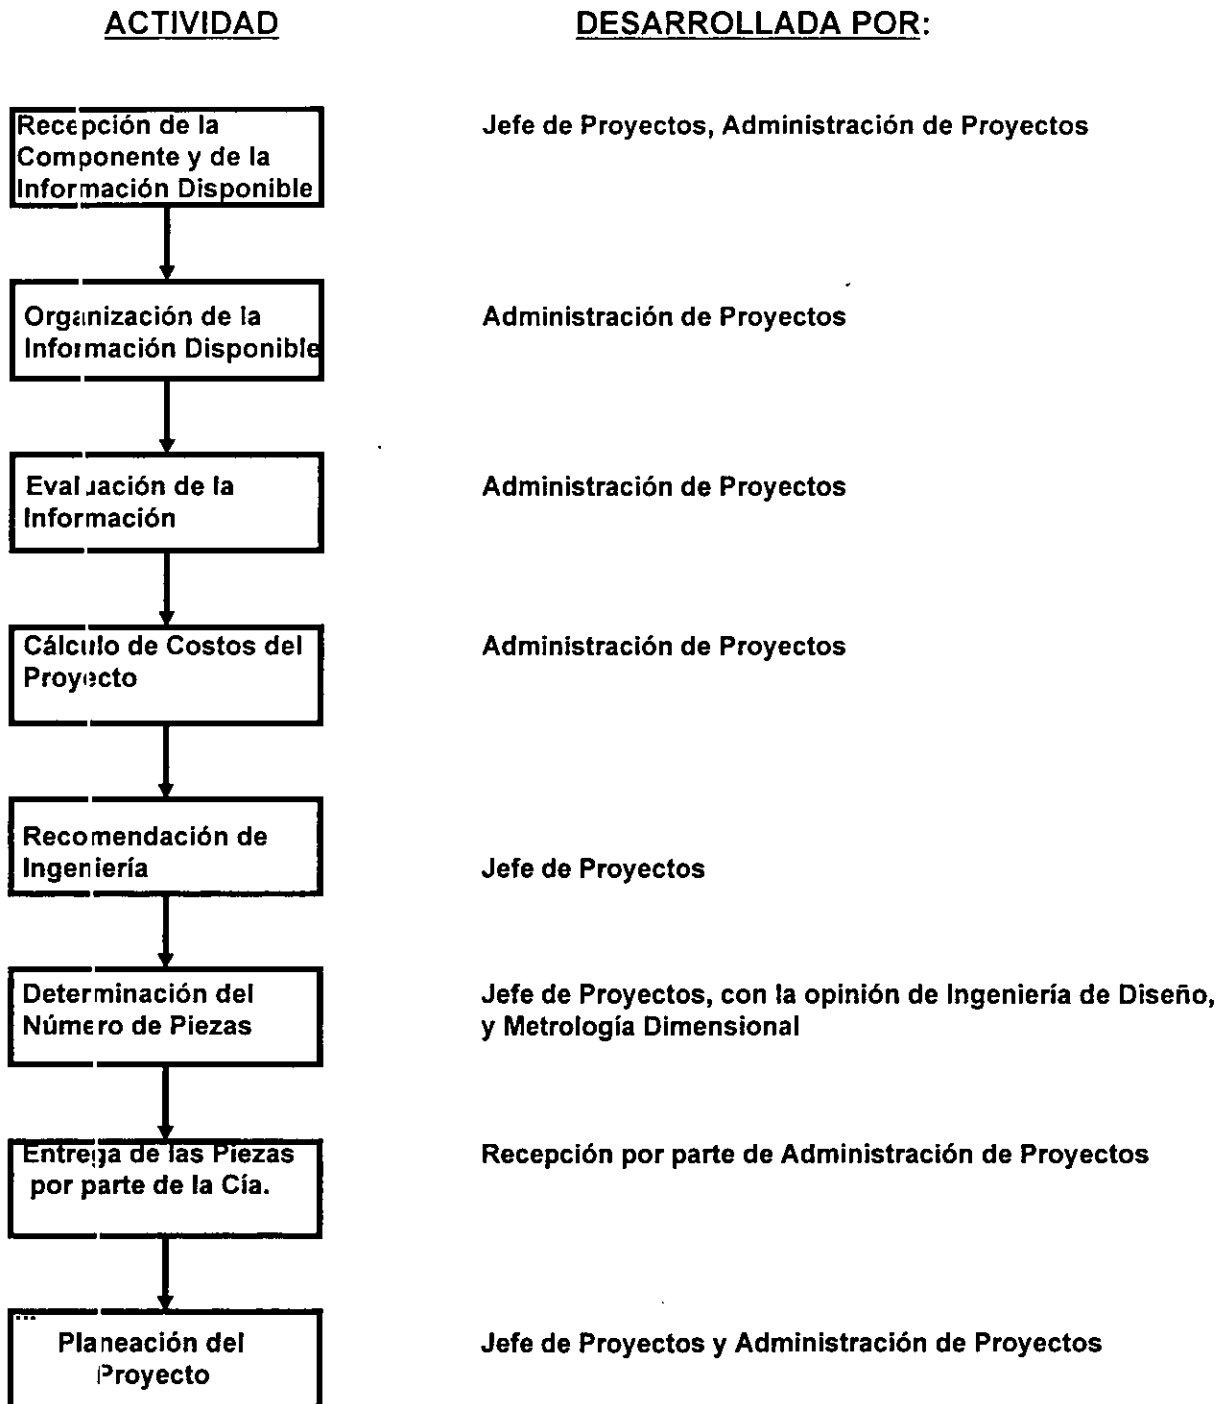 ACTIVIDAD
DESARROLLADA POR:
Recepción de la
Componente y de la
Información Disponible
Jefe de Proyectos, Administración de Proyectos
Organización de la
Información Disponible
Administración de Proyectos
Evaluación de la
Información
Administración de Proyectos
Cálculo de Costos del
Proyecto
Administración de Proyectos
Recomendación de
Ingeniería
Jefe de Proyectos
Determinación del
Número de Piezas
Jefe de Proyectos, con la opinión de Ingeniería de Diseño,
y Metrología Dimensional
Entrega de las Piezas
por parte de la Cía.
Recepción por parte de Administración de Proyectos
...
Planeación del
Proyecto
Jefe de Proyectos y Administración de Proyectos